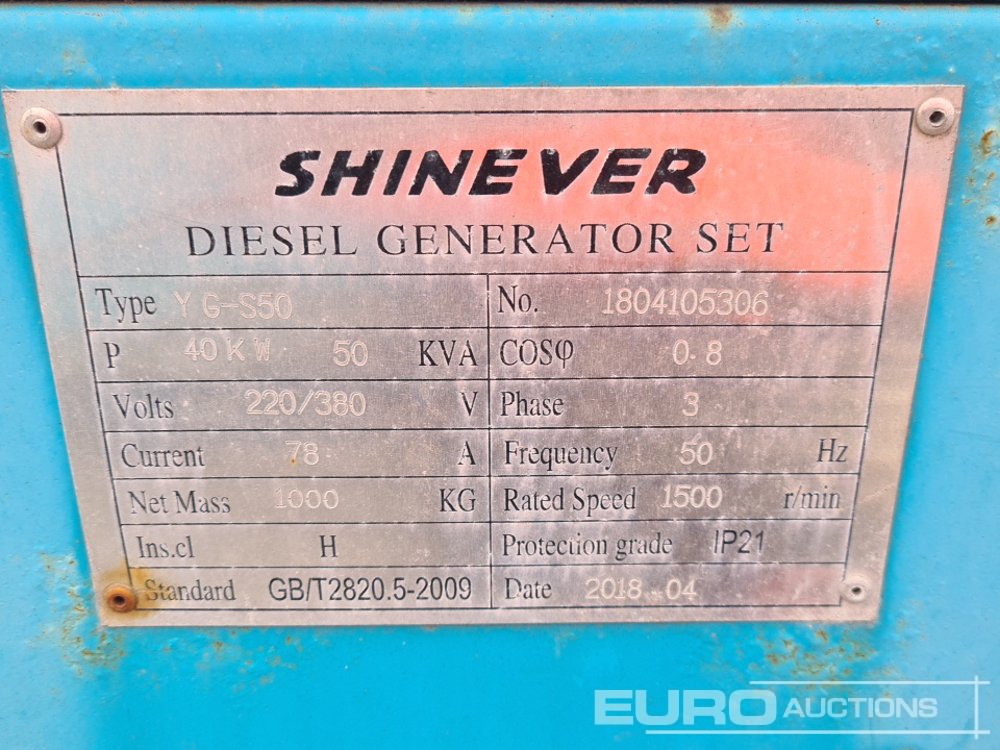 SHINEVER
DIESEL GENERATOR SET
Type YG-S50 No. 1804105306
P 40KW 50 KVA COSφ 0.8
Volts 220/380 V Phase 3
Current 78 A Frequency 50 Hz
Net Mass 1000 KG Rated Speed 1500 r/min
Ins.cl H Protection grade IP21
Standard GB/T2820.5-2009 Date 2018.04
EURO AUCTIONS